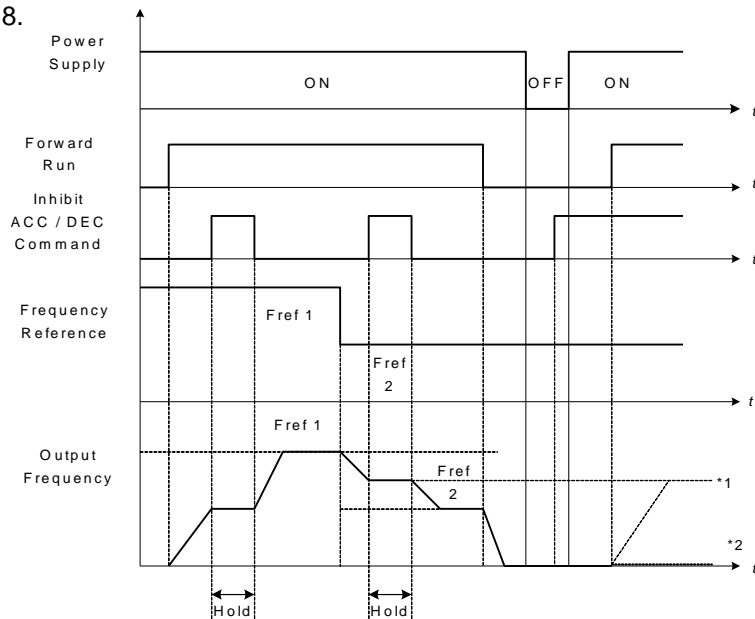 8.
Power
Supply
ON
OFF
ON
t
Forward
Run
t
Inhibit
ACC / DEC
Command
t
Frequency
Reference
Fref 1
Fref
2
t
Output
Frequency
Fref 1
Fref
2
*1
*2
t
Hold
Hold